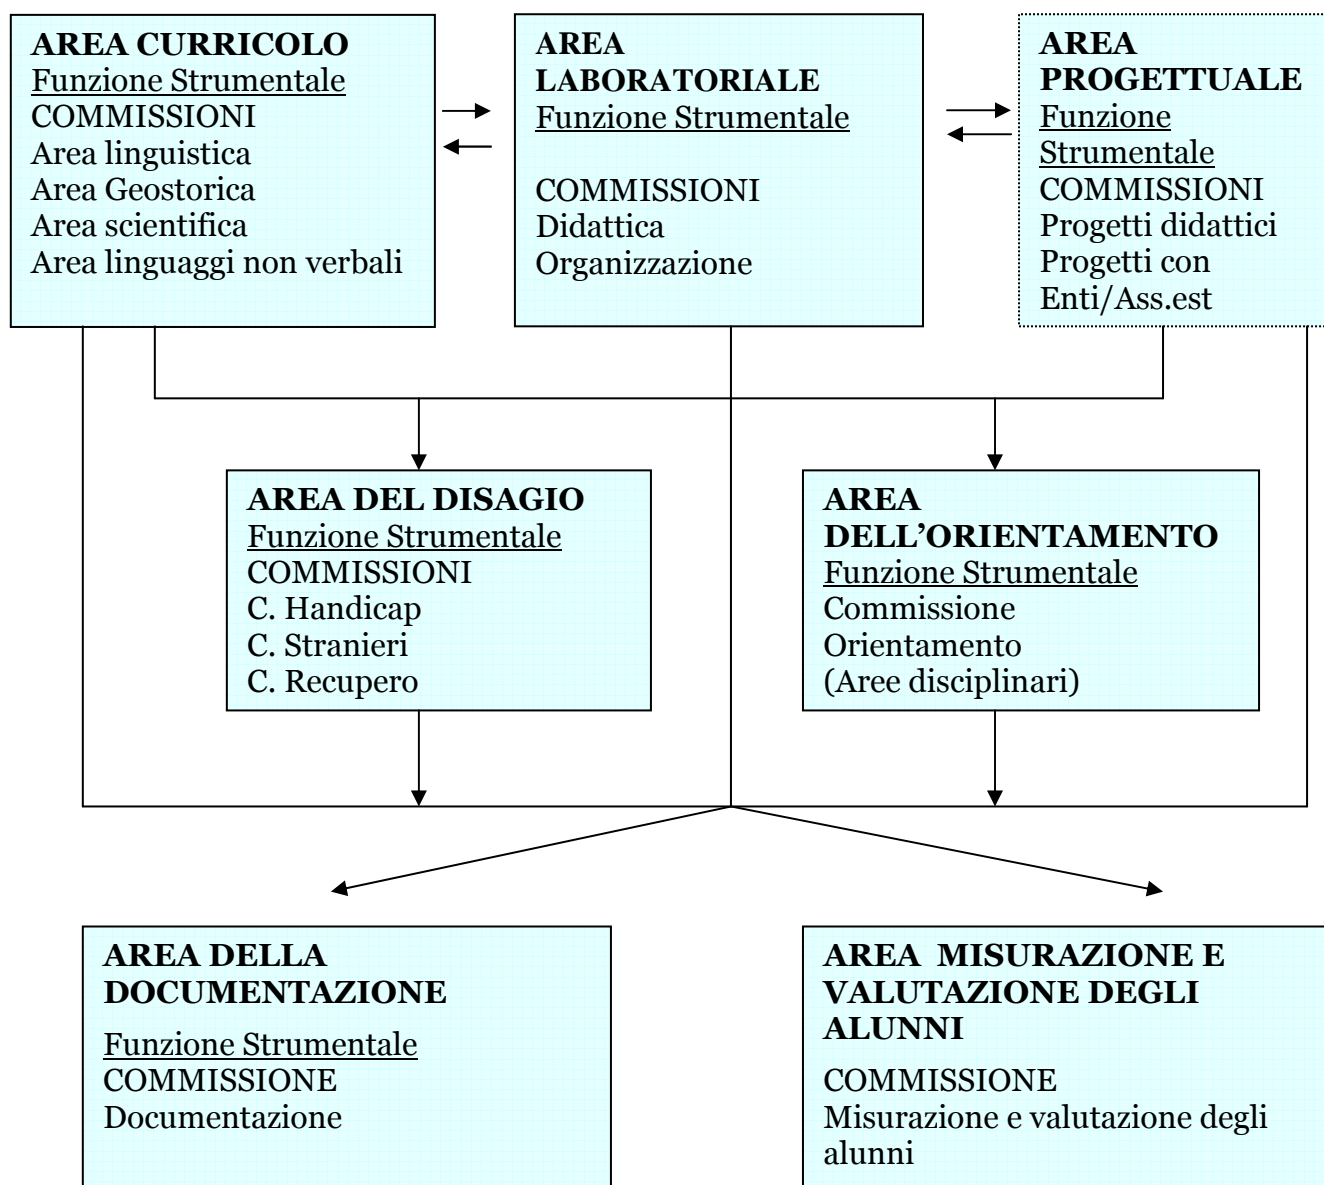 AREA CURRICOLO
Funzione Strumentale
COMMISSIONI
Area linguistica
Area Geostorica
Area scientifica
Area linguaggi non verbali
AREA
LABORATORIALE
Funzione Strumentale
COMMISSIONI
Didattica
Organizzazione
AREA
PROGETTUALE
Funzione
Strumentale
COMMISSIONI
Progetti didattici
Progetti con
Enti/Ass.est
AREA DEL DISAGIO
Funzione Strumentale
COMMISSIONI
C. Handicap
C. Stranieri
C. Recupero
AREA
DELL’ORIENTAMENTO
Funzione Strumentale
Commissione
Orientamento
(Aree disciplinari)
AREA DELLA
DOCUMENTAZIONE
Funzione Strumentale
COMMISSIONE
Documentazione
AREA  MISURAZIONE E
VALUTAZIONE DEGLI
ALUNNI
COMMISSIONE
Misurazione e valutazione degli
alunni